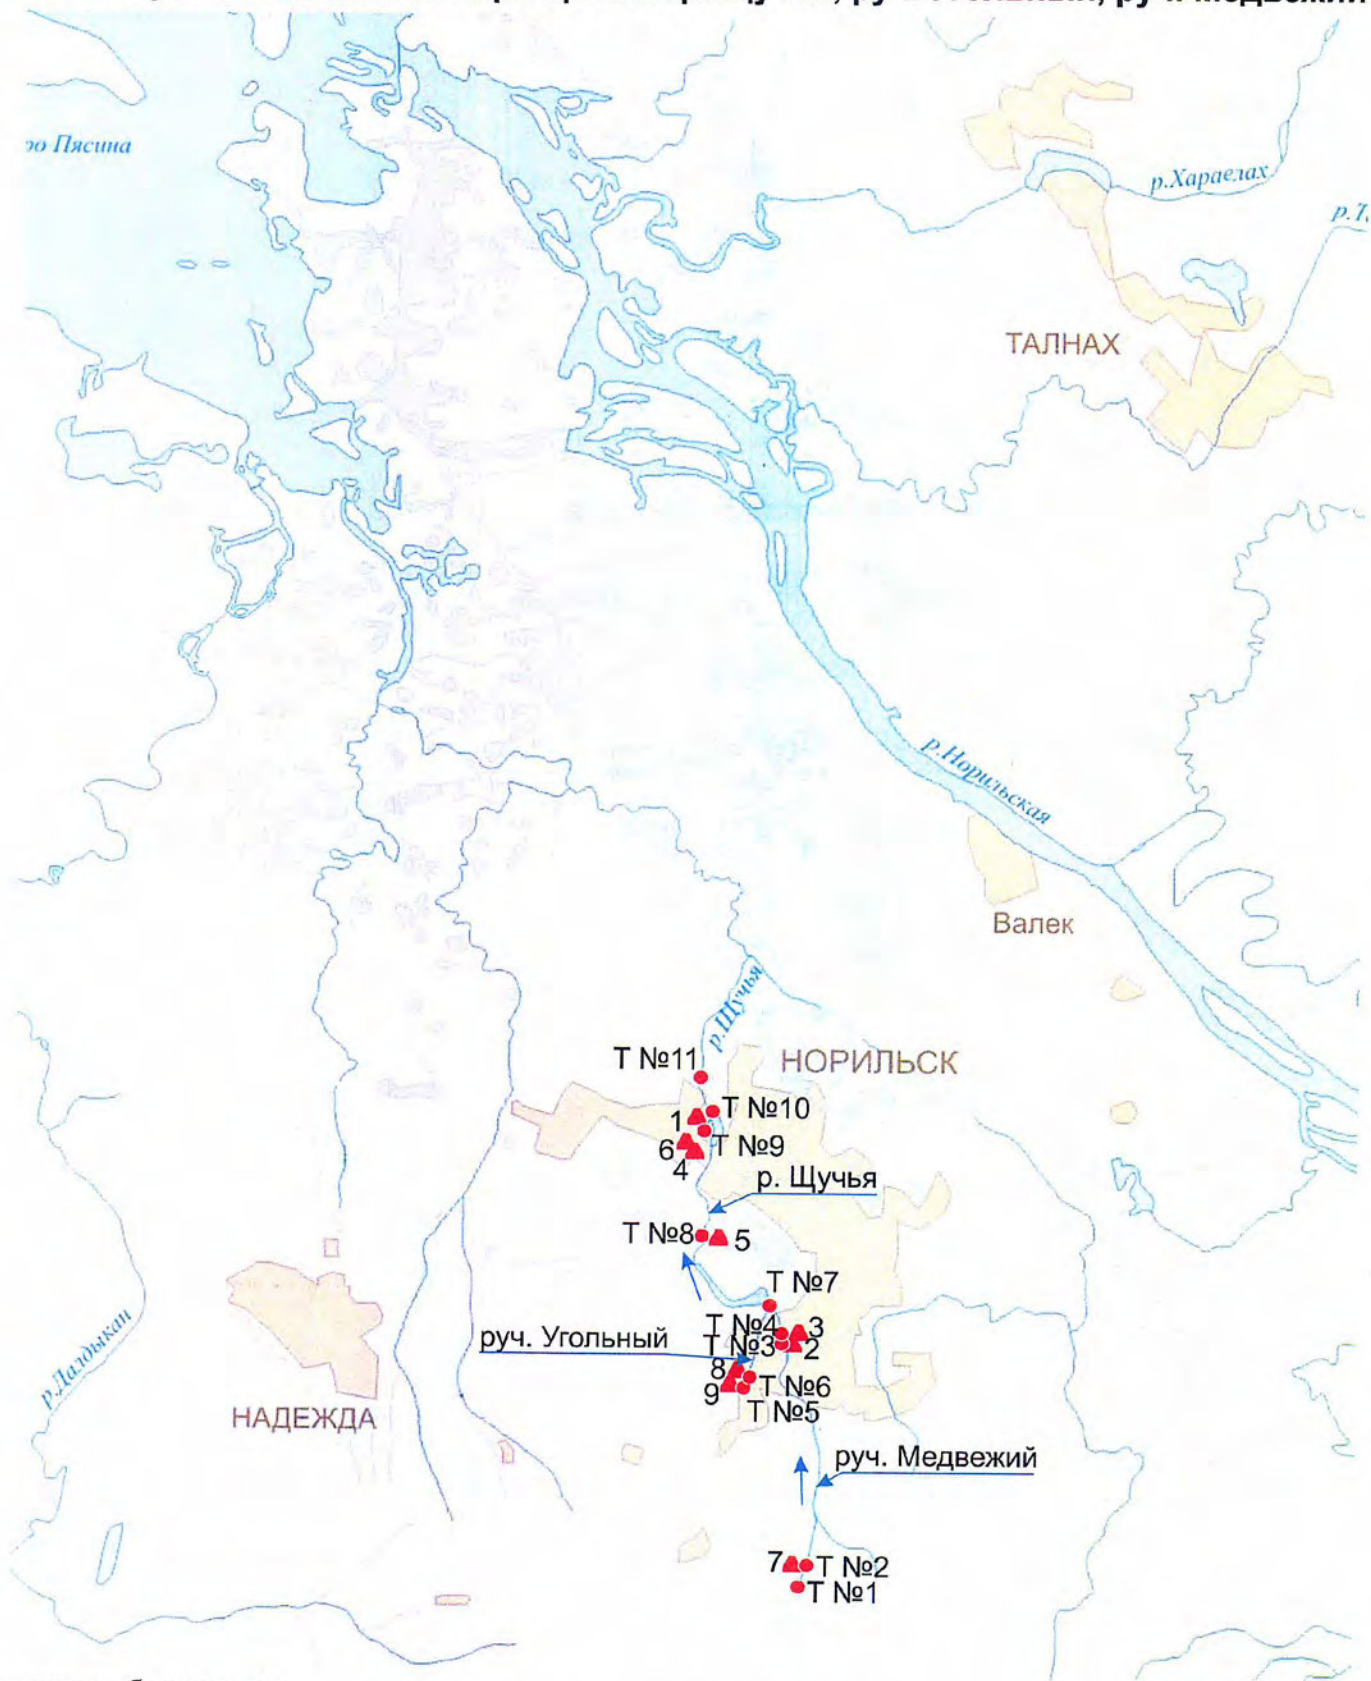 Пясина
р.Хараелах
ТАЛНАХ
р.Норильская
Валек
р.Щучья
Т №11
НОРИЛЬСК
1
Т №10
6
Т №9
4
р. Щучья
Т №8
5
Т №7
Т №4
3
руч. Угольный
Т №3
2
8
9
Т №6
Т №5
р.Далдыкан
НАДЕЖДА
руч. Медвежий
7
Т №2
Т №1